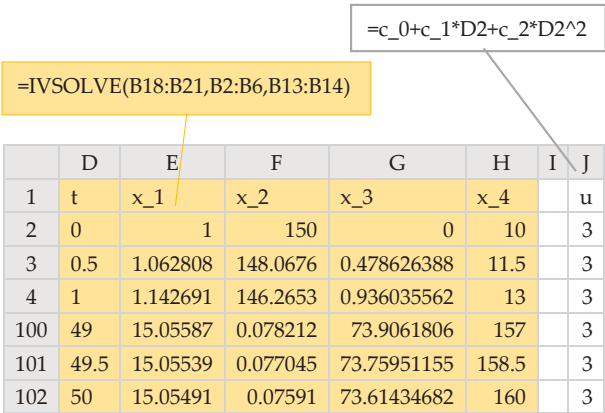 =c_0+c_1*D2+c_2*D2^2
=IVSOLVE(B18:B21,B2:B6,B13:B14)
D E F G H I J
1 t x_1 x_2 x_3 x_4 u
2 0 1 150 0 10 3
3 0.5 1.062808 148.0676 0.478626388 11.5 3
4 1 1.142691 146.2653 0.936035562 13 3
100 49 15.05587 0.078212 73.9061806 157 3
101 49.5 15.05539 0.077045 73.75951155 158.5 3
102 50 15.05491 0.07591 73.61434682 160 3